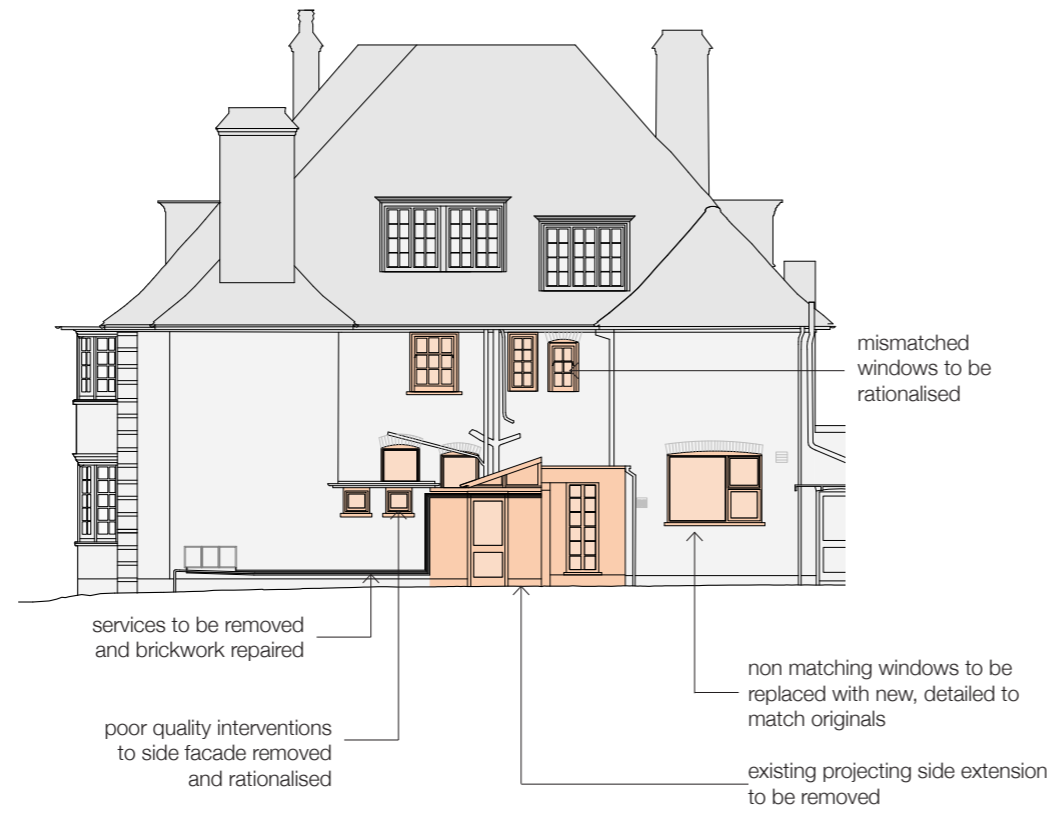 mismatched
windows to be
rationalised
services to be removed
and brickwork repaired
poor quality interventions
to side facade removed
and rationalised
non matching windows to be
replaced with new, detailed to
match originals
existing projecting side extension
to be removed